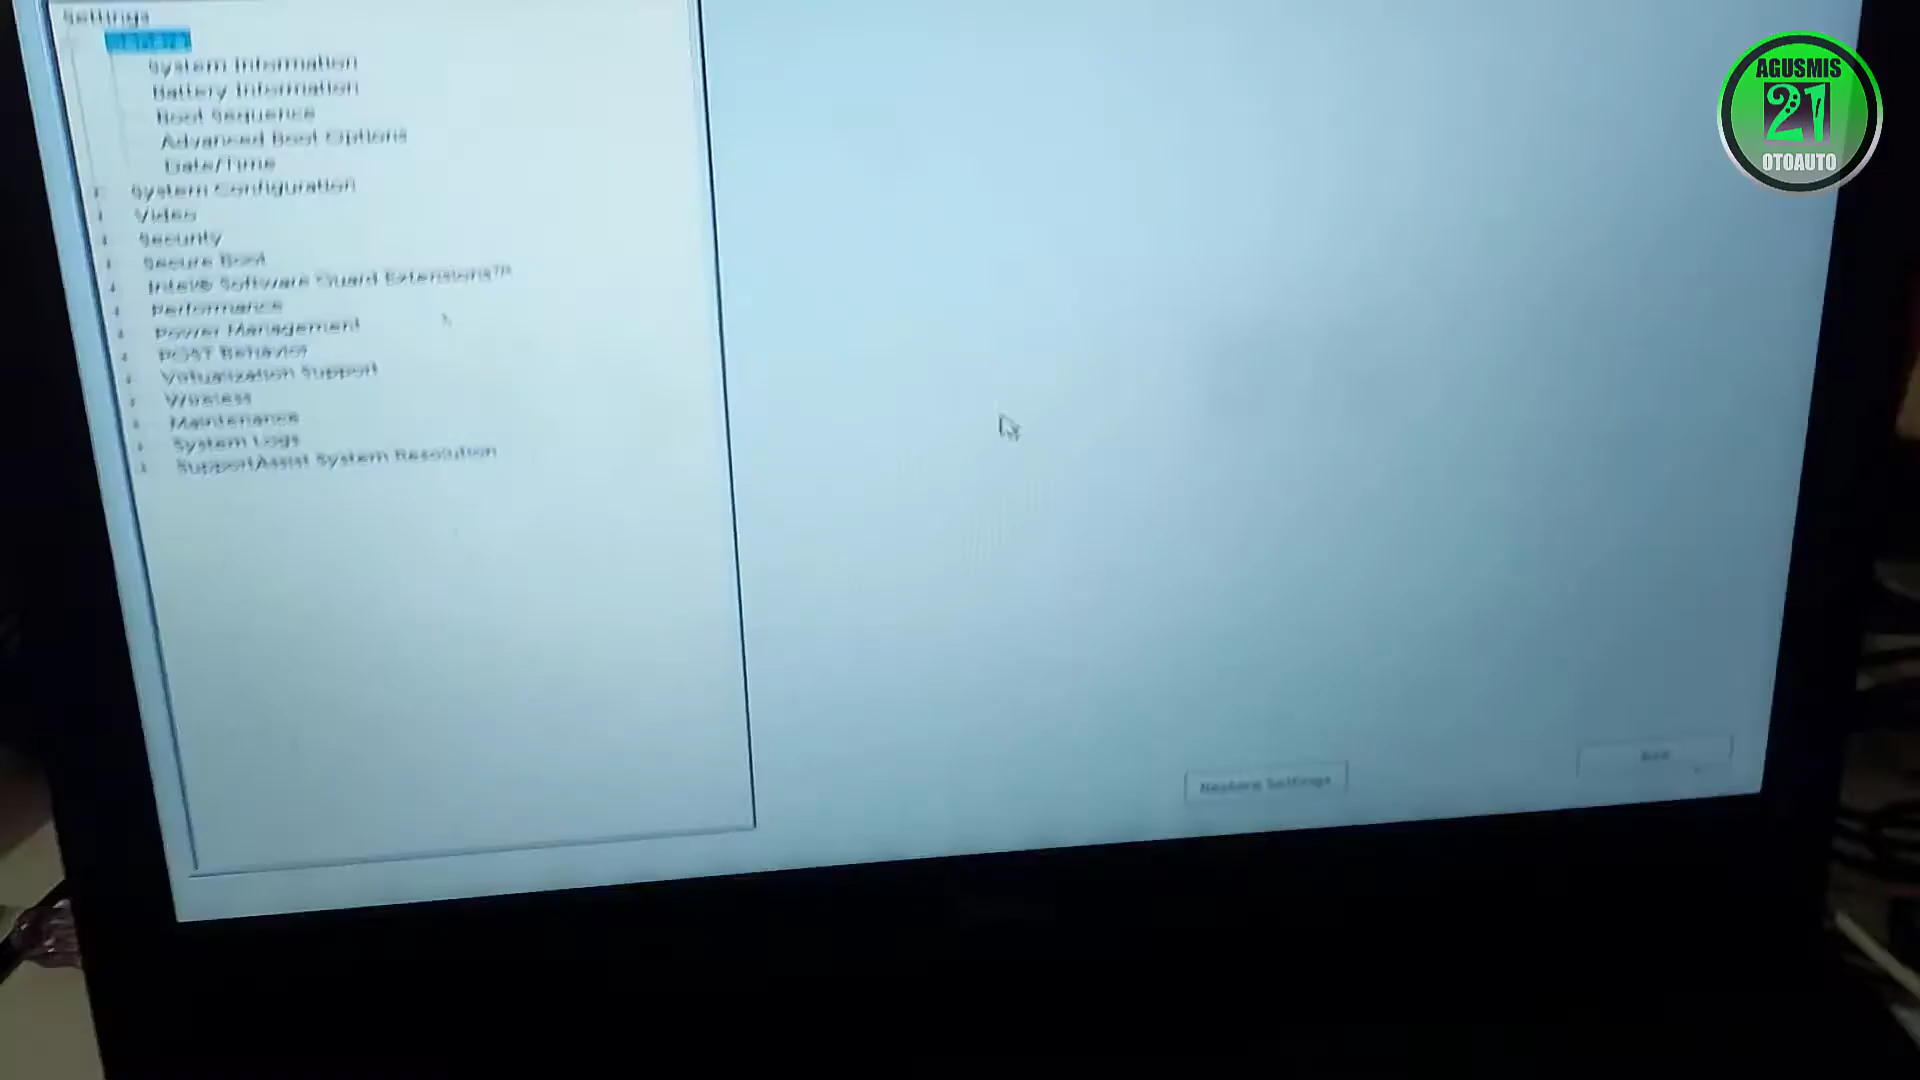 Settings
General
System Information
Battery Information
Boot Sequence
Advanced Boot Options
Date/Time
System Configuration
Video
Security
Secure Boot
Intel® Software Guard Extensions™
Performance
Power Management
POST Behavior
Virtualization Support
Wireless
Maintenance
System Logs
SupportAssist System Resolution
Restore Settings
Exit
AGUSMIS
21
OTOAUTO